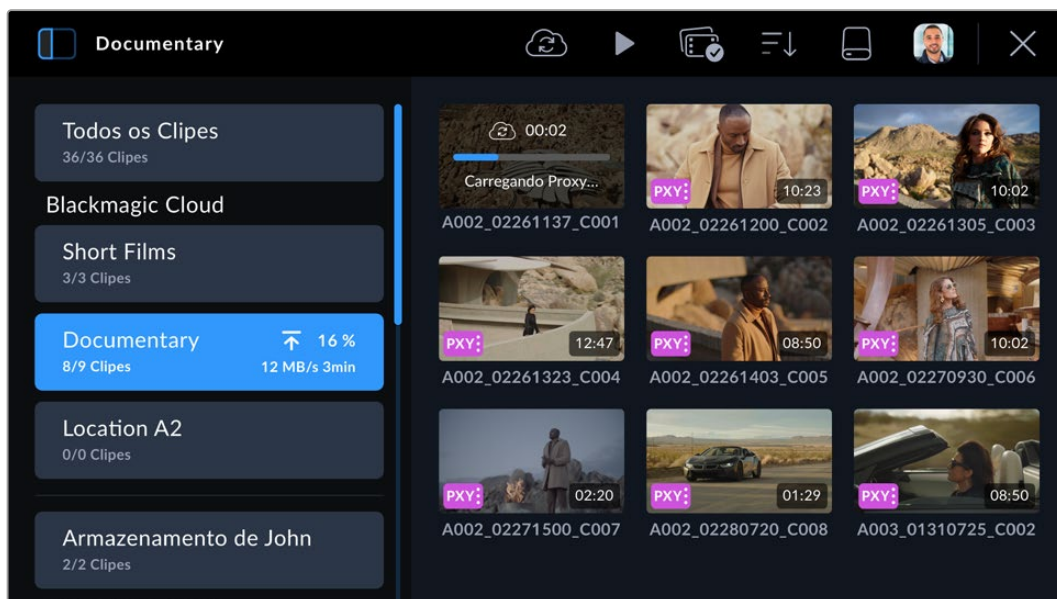 Documentary
Todos os Clipes
36/36 Clipes
Blackmagic Cloud
Short Films
3/3 Clipes
Documentary 16 %
8/9 Clipes 12 MB/s 3min
Location A2
0/0 Clipes
Armazenamento de John
2/2 Clipes
00:02
Carregando Proxy...
A002_02261137_C001
PXY 10:23
A002_02261200_C002
PXY 10:02
A002_02261305_C003
PXY 12:47
A002_02261323_C004
PXY 08:50
A002_02261403_C005
PXY 10:02
A002_02270930_C006
PXY 02:20
A002_02271500_C007
PXY 01:29
A002_02280720_C008
PXY 08:50
A003_01310725_C002